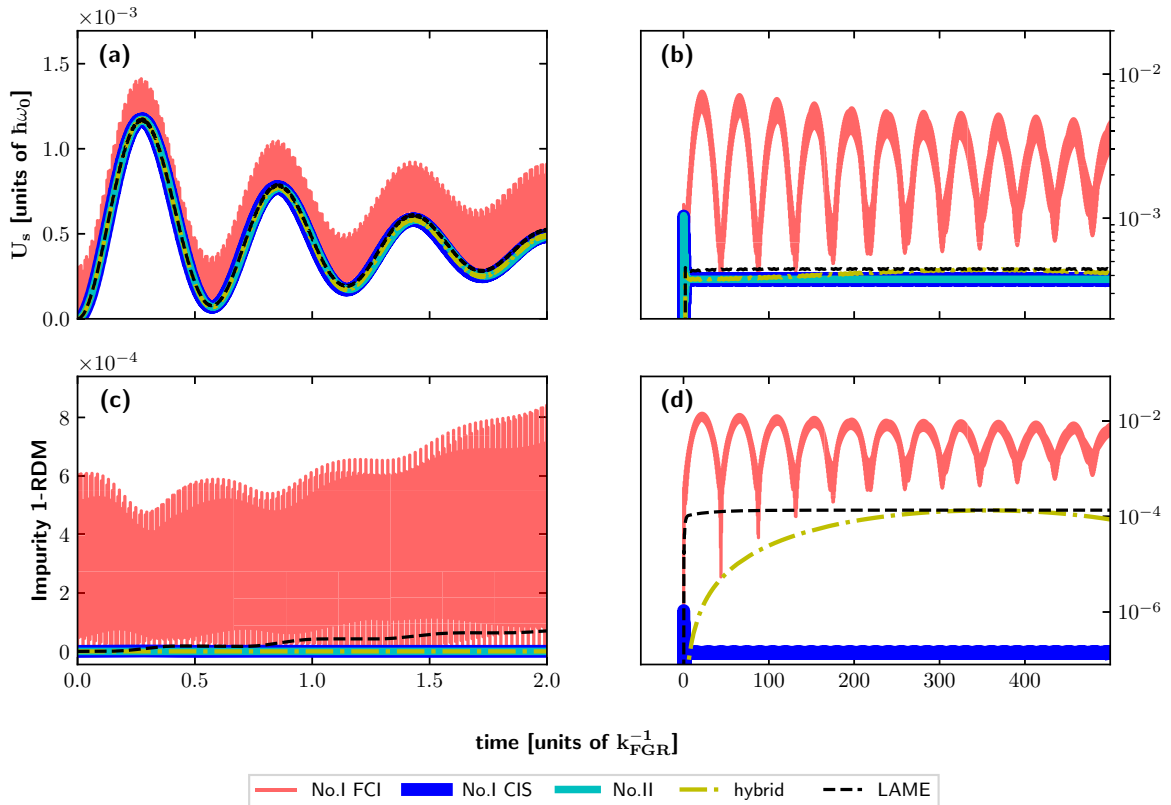 ×10⁻³
(a)
(b)
1.5
1.0
0.5
0.0
U_s [units of ħω₀]
10⁻²
10⁻³
×10⁻⁴
(c)
(d)
8
6
4
2
0
Impurity 1-RDM
10⁻²
10⁻⁴
10⁻⁶
0.0 0.5 1.0 1.5 2.0
0 100 200 300 400
time [units of k_FGR⁻¹]
No.I FCI No.I CIS No.II hybrid LAME